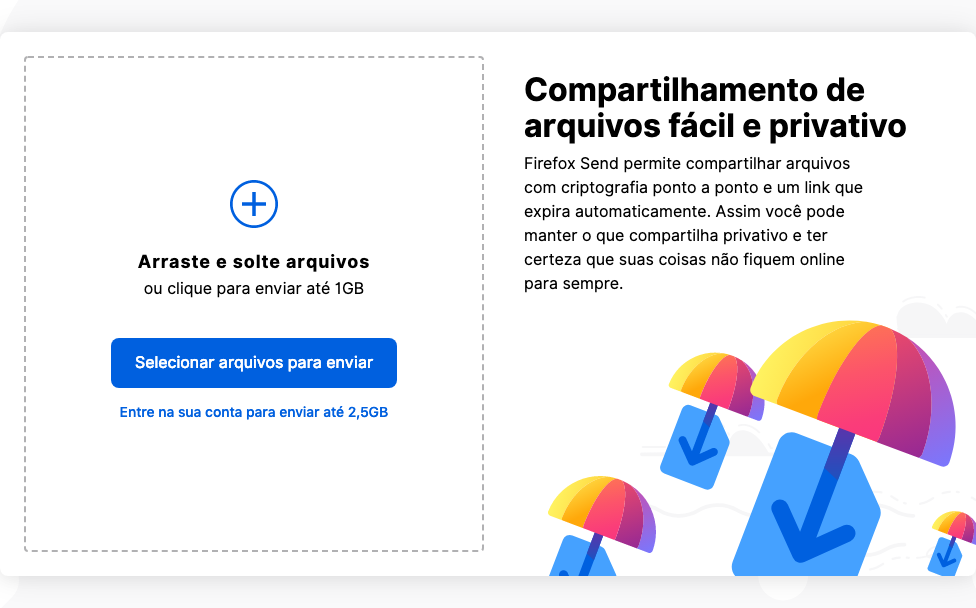 Arraste e solte arquivos
ou clique para enviar até 1GB
Selecionar arquivos para enviar
Entre na sua conta para enviar até 2,5GB
Compartilhamento de
arquivos fácil e privativo
Firefox Send permite compartilhar arquivos
com criptografia ponto a ponto e um link que
expira automaticamente. Assim você pode
manter o que compartilha privativo e ter
certeza que suas coisas não fiquem online
para sempre.